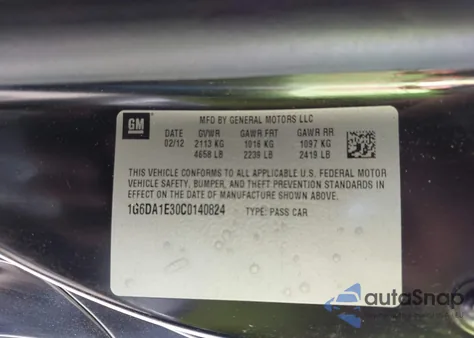 MFD BY GENERAL MOTORS LLC
GM
DATE GVWR GAWR FRT GAWR RR
02/12 2113 KG 1016 KG 1097 KG
4658 LB 2239 LB 2419 LB
THIS VEHICLE CONFORMS TO ALL APPLICABLE U.S. FEDERAL MOTOR
VEHICLE SAFETY, BUMPER, AND THEFT PREVENTION STANDARDS IN
EFFECT ON THE DATE OF MANUFACTURE SHOWN ABOVE.
1G6DA1E30C0140824 TYPE: PASS CAR
autoSnap